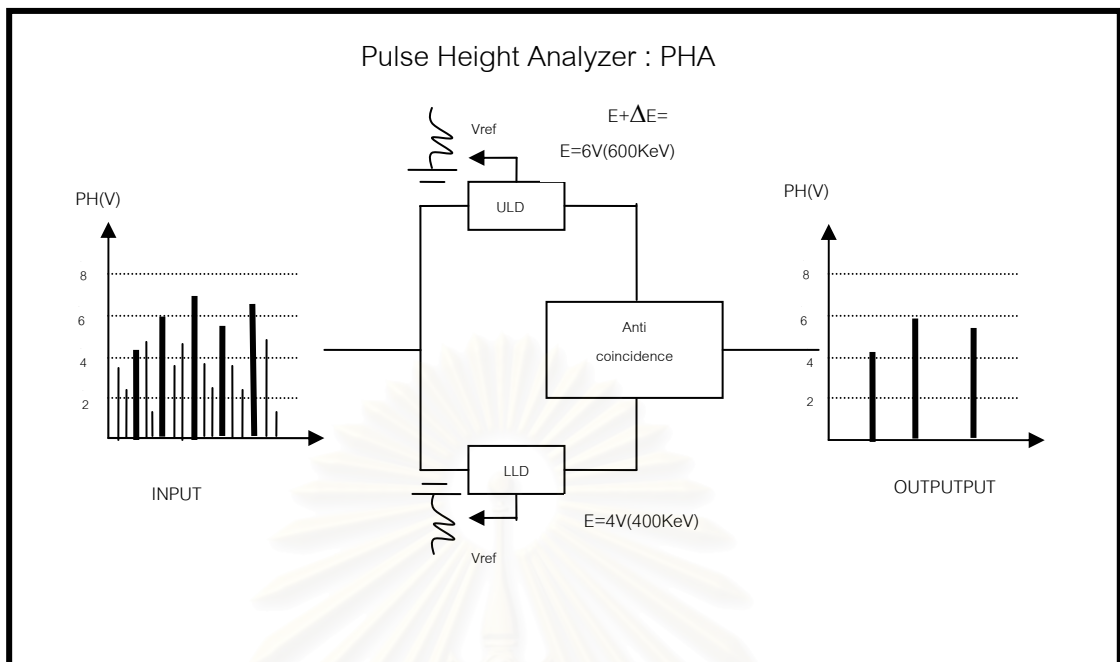 Pulse Height Analyzer : PHA
E+ΔE=
Vref
E=6V(600KeV)
PH(V)
ULD
PH(V)
8
6
4
2
Anti
coincidence
8
6
4
2
LLD
INPUT
OUTPUTPUT
E=4V(400KeV)
Vref